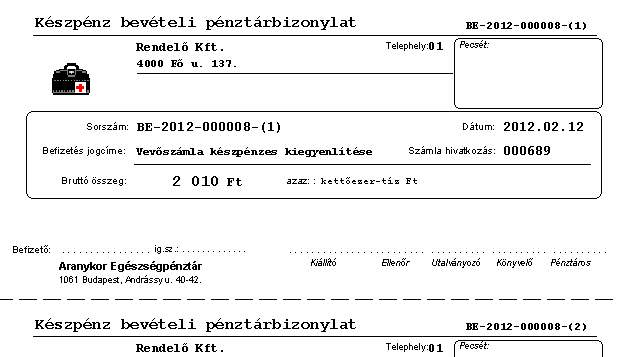 Készpénz bevételi pénztárbizonylat BE-2012-000008-(1)
Rendelő Kft. Telephely:01 Pecsét:
4000 Fő u. 137.
Sorszám: BE-2012-000008-(1) Dátum: 2012.02.12
Befizetés jogcíme: Vevőszámla készpénzes kiegyenlítése Számla hivatkozás: 000689
Bruttó összeg: 2 010 Ft azaz: : kettőezer-tíz Ft
Befizető: . . . . . . . . . . . . . . . . ig.sz.: . . . . . . . . . . . .
Kiállító Ellenőr Utalványozó Könyvelő Pénztáros
Aranykor Egészségpénztár
1061 Budapest, Andrássy u. 40-42.
Készpénz bevételi pénztárbizonylat BE-2012-000008-(2)
Rendelő Kft. Telephely:01 Pecsét: